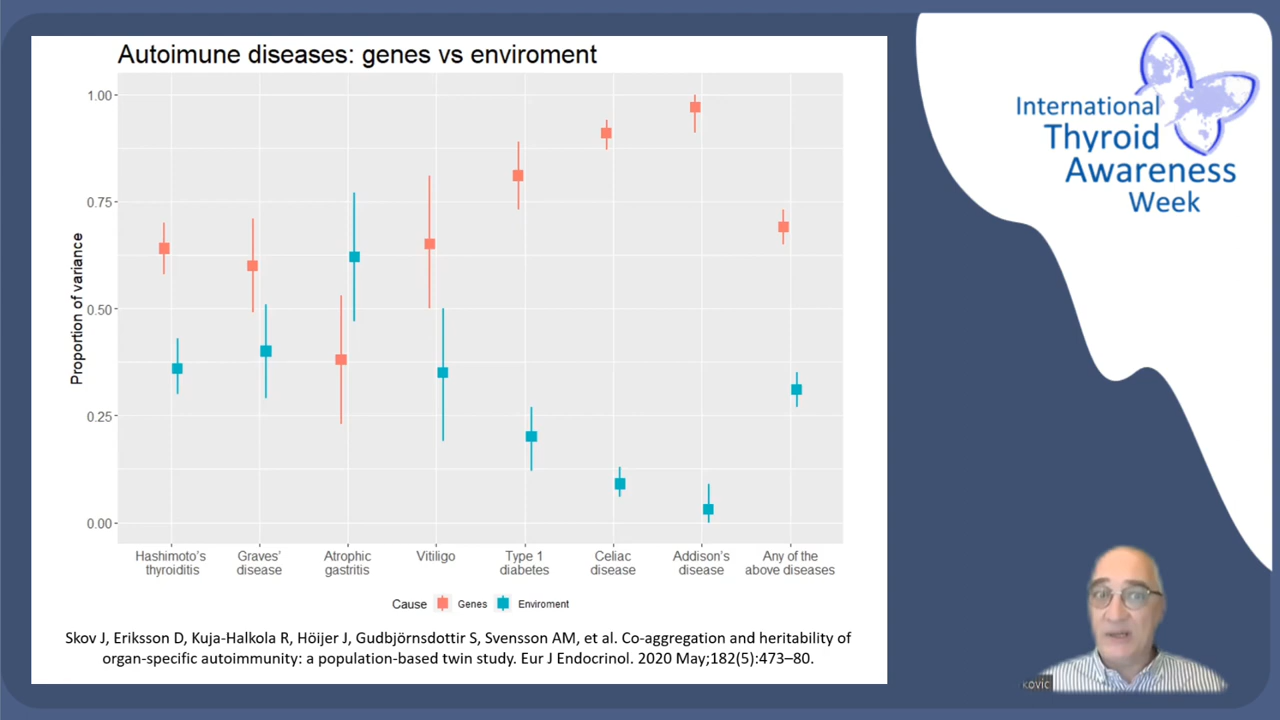 Autoimune diseases: genes vs enviroment
Proportion of variance
1.00
0.75
0.50
0.25
0.00
Hashimoto's
thyroiditis
Graves'
disease
Atrophic
gastritis
Vitiligo
Type 1
diabetes
Celiac
disease
Addison's
disease
Any of the
above diseases
Cause
Genes
Enviroment
Skov J, Eriksson D, Kuja-Halkola R, Höijer J, Gudbjörnsdottir S, Svensson AM, et al. Co-aggregation and heritability of
organ-specific autoimmunity: a population-based twin study. Eur J Endocrinol. 2020 May;182(5):473–80.
International
Thyroid
Awareness
Week
KOVIC